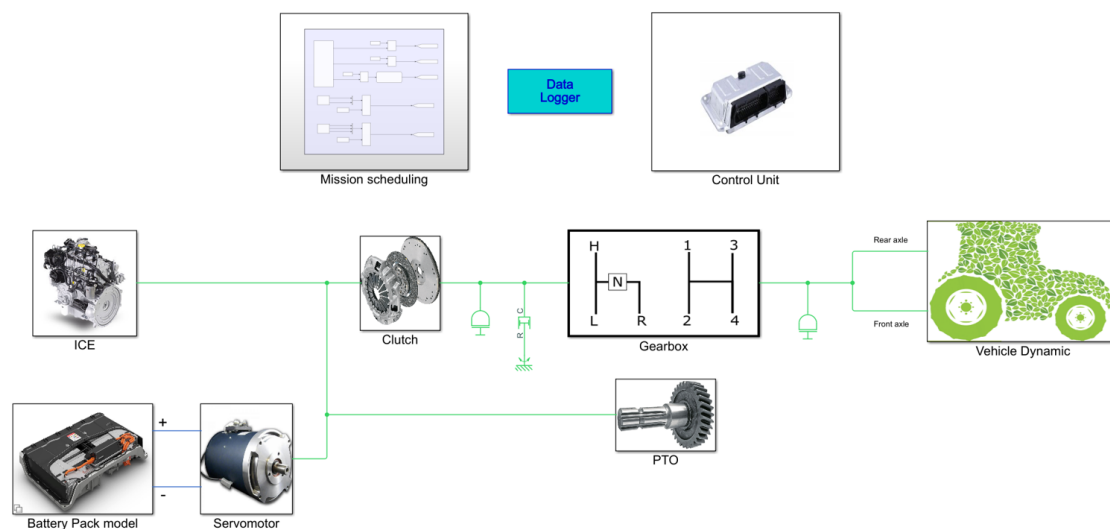 Data
Logger
Mission scheduling
Control Unit
ICE
Clutch
R C
H
N
L R
1 3
2 4
Gearbox
Rear axle
Front axle
Vehicle Dynamic
+
-
Battery Pack model
Servomotor
PTO